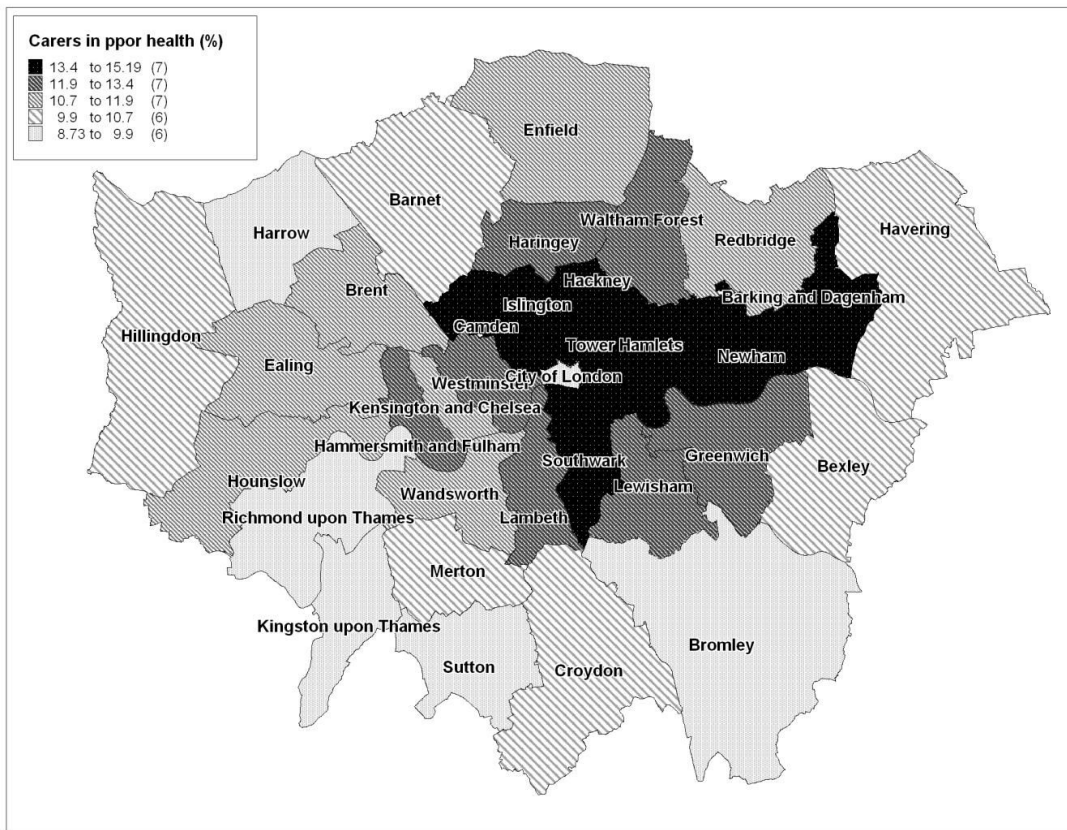 Carers in ppor health (%)
13.4 to 15.19 (7)
11.9 to 13.4 (7)
10.7 to 11.9 (7)
9.9 to 10.7 (6)
8.73 to 9.9 (6)
Enfield
Barnet
Waltham Forest
Harrow
Haringey
Redbridge
Havering
Hackney
Brent
Islington
Barking and Dagenham
Camden
Hillingdon
Tower Hamlets
Newham
Ealing
City of London
Westminster
Kensington and Chelsea
Hammersmith and Fulham
Greenwich
Southwark
Bexley
Hounslow
Lewisham
Wandsworth
Richmond upon Thames
Lambeth
Merton
Kingston upon Thames
Bromley
Sutton
Croydon